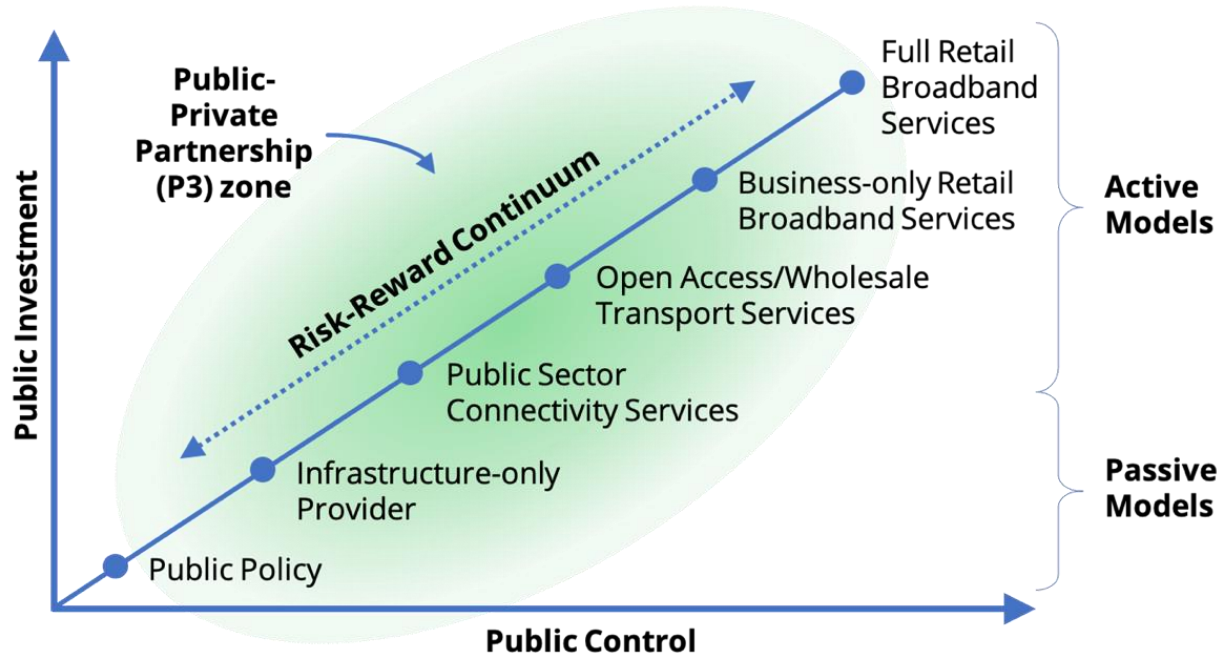 Public-
Private
Partnership
(P3) zone
Full Retail
Broadband
Services
Business-only Retail
Broadband Services
Active
Models
Risk-Reward Continuum
Open Access/Wholesale
Transport Services
Public Investment
Public Sector
Connectivity Services
Infrastructure-only
Provider
Passive
Models
Public Policy
Public Control